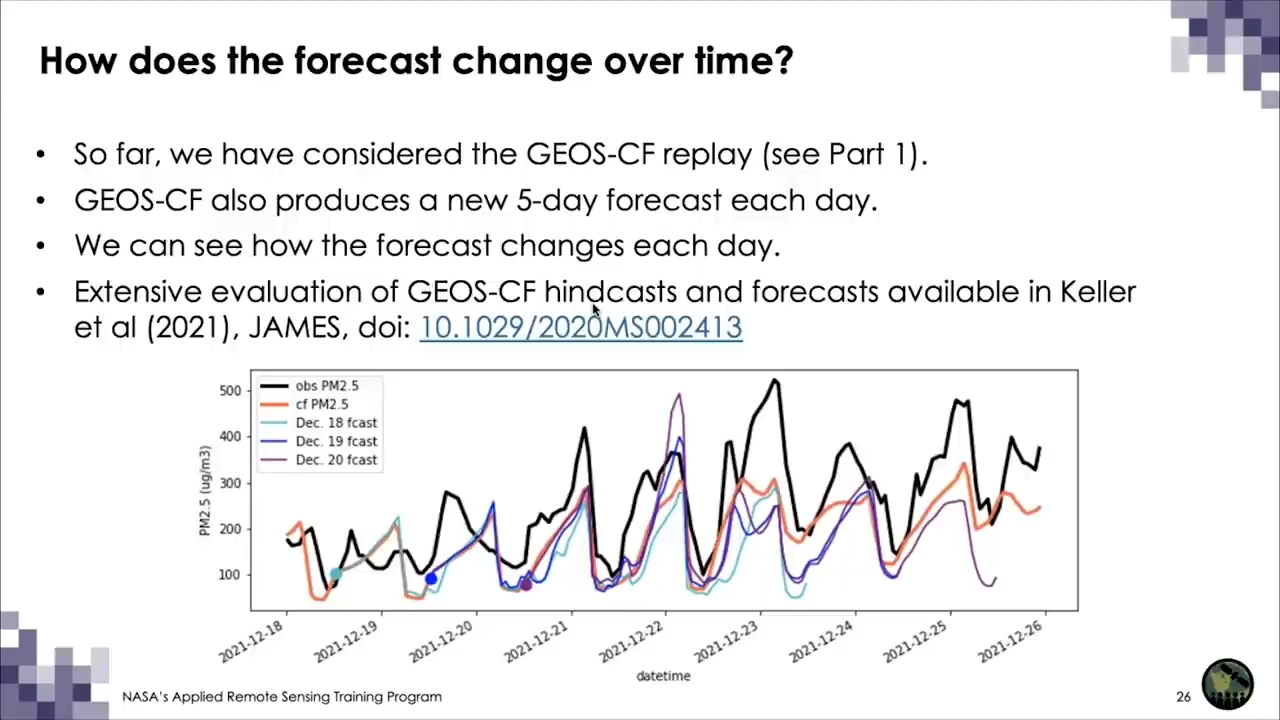 How does the forecast change over time?
• So far, we have considered the GEOS-CF replay (see Part 1).
• GEOS-CF also produces a new 5-day forecast each day.
• We can see how the forecast changes each day.
• Extensive evaluation of GEOS-CF hindcasts and forecasts available in Keller
et al (2021), JAMES, doi: 10.1029/2020MS002413
obs PM2.5
cf PM2.5
Dec. 18 fcast
Dec. 19 fcast
Dec. 20 fcast
500
400
300
200
100
PM2.5 (ug/m3)
2021-12-18
2021-12-19
2021-12-20
2021-12-21
2021-12-22
2021-12-23
2021-12-24
2021-12-25
2021-12-26
datetime
NASA's Applied Remote Sensing Training Program
26